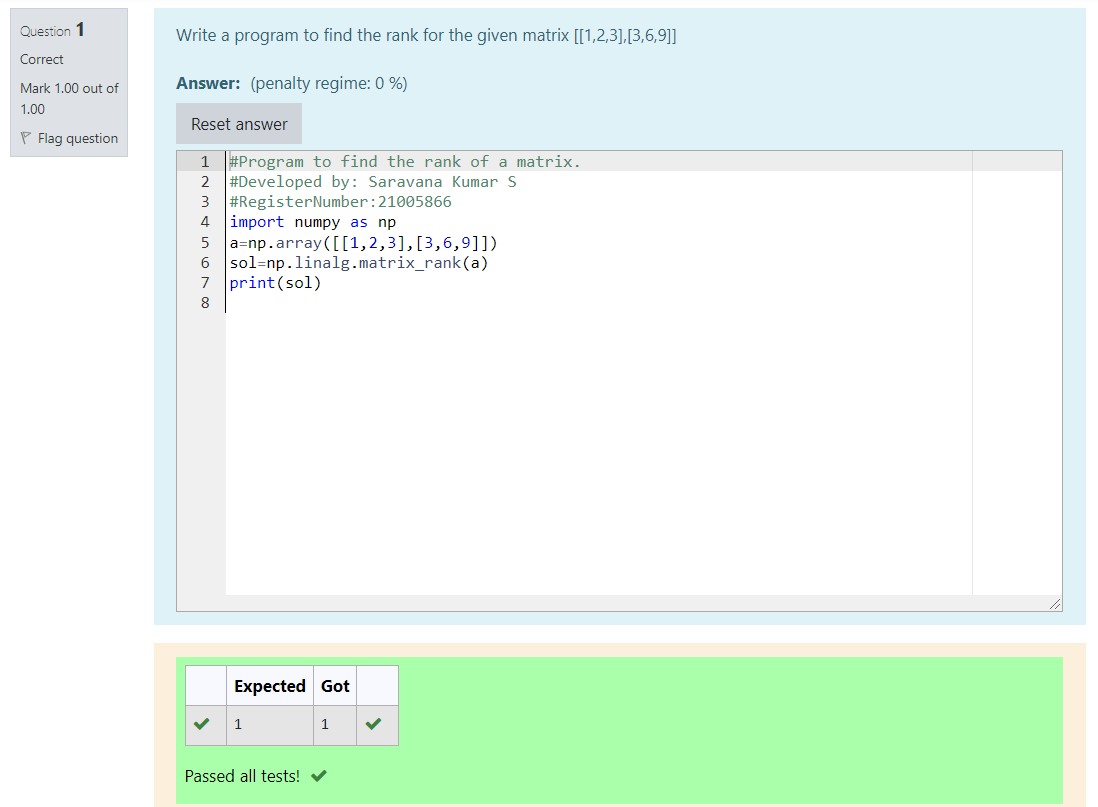 Question 1
Correct
Mark 1.00 out of
1.00
Flag question
Write a program to find the rank for the given matrix [[1,2,3],[3,6,9]]
Answer: (penalty regime: 0 %)
Reset answer
1 #Program to find the rank of a matrix.
2 #Developed by: Saravana Kumar S
3 #RegisterNumber:21005866
4 import numpy as np
5 a=np.array([[1,2,3],[3,6,9]])
6 sol=np.linalg.matrix_rank(a)
7 print(sol)
8
Expected Got
1 1
Passed all tests!